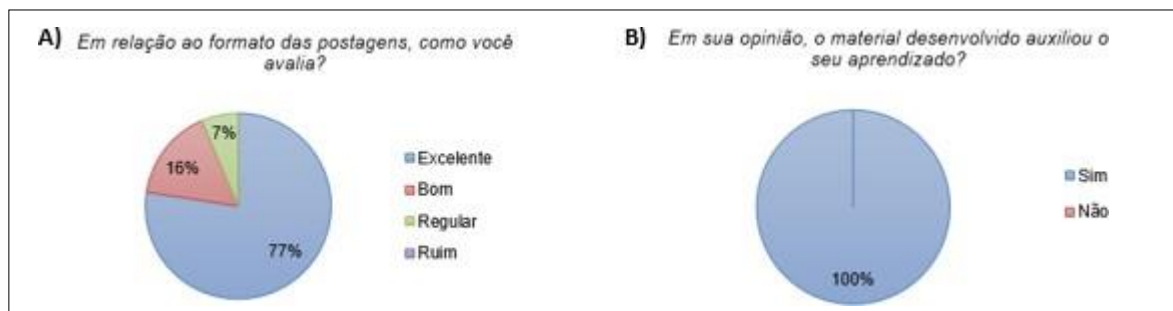 A) Em relação ao formato das postagens, como você
avalia?
7%
16%
77%
Excelente
Bom
Regular
Ruim
B) Em sua opinião, o material desenvolvido auxiliou o
seu aprendizado?
100%
Sim
Não